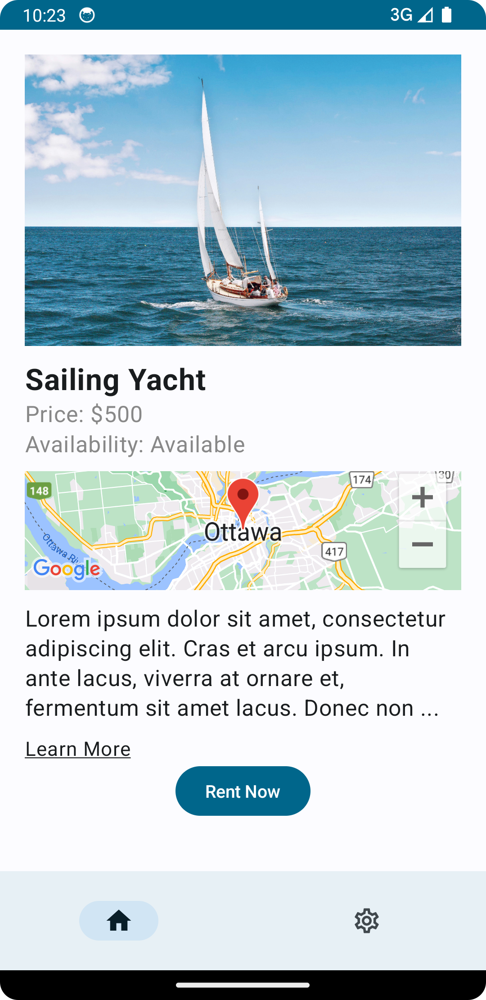 10:23
3G
Sailing Yacht
Price: $500
Availability: Available
148
174
30
Ottawa
417
Ottawa Riv
Google
Lorem ipsum dolor sit amet, consectetur
adipiscing elit. Cras et arcu ipsum. In
ante lacus, viverra at ornare et,
fermentum sit amet lacus. Donec non ...
Learn More
Rent Now